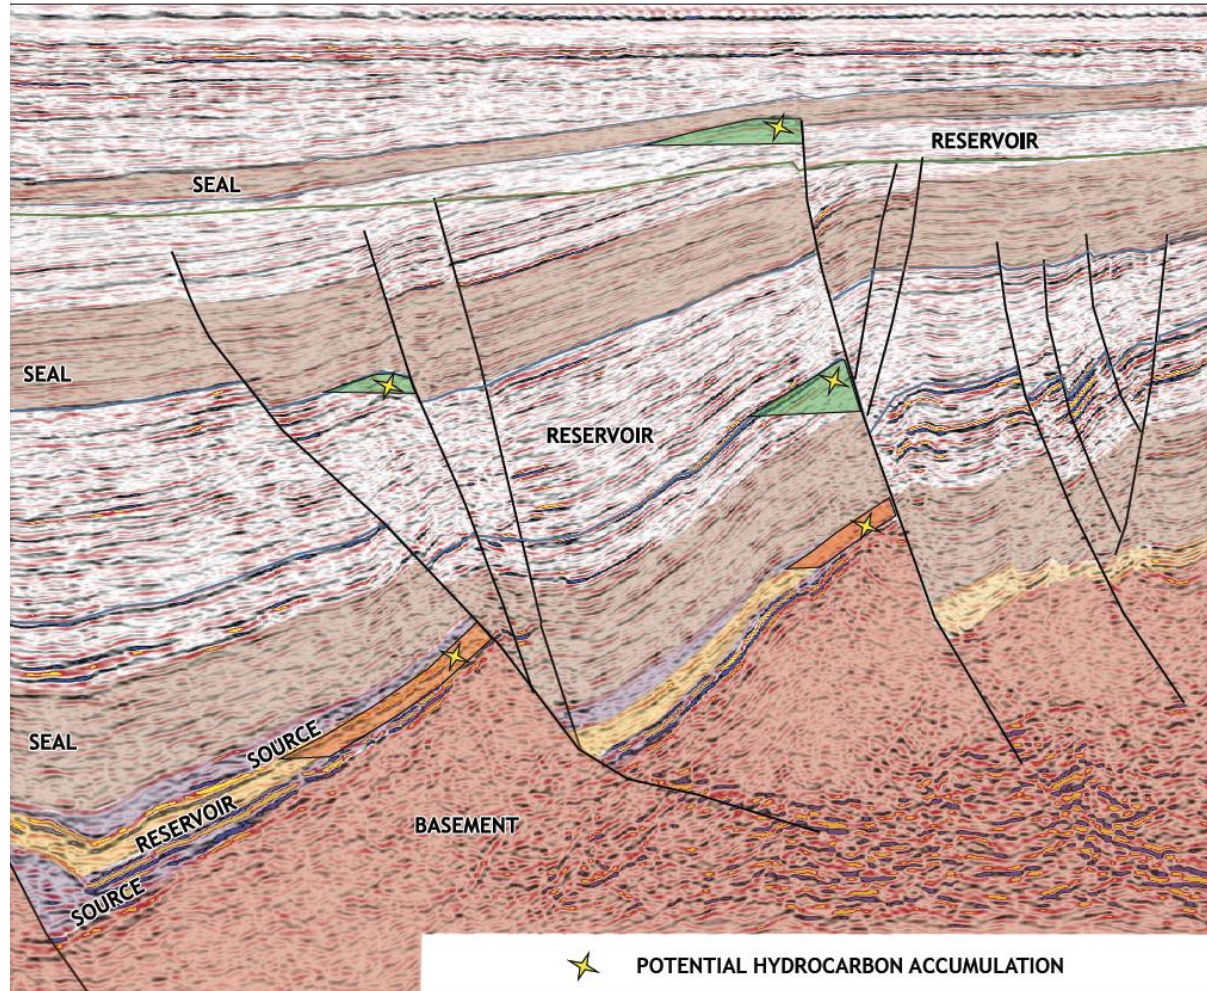 RESERVOIR
SEAL
SEAL
RESERVOIR
SEAL
SOURCE
RESERVOIR
BASEMENT
SOURCE
POTENTIAL HYDROCARBON ACCUMULATION